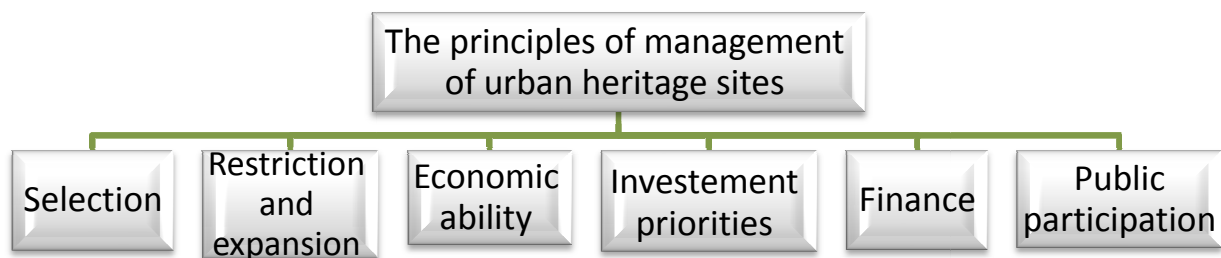 The principles of management
of urban heritage sites
Selection
Restriction
and
expansion
Economic
ability
Investement
priorities
Finance
Public
participation